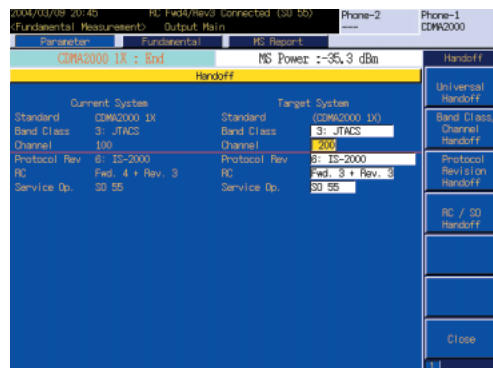 2004/03/09 20:45 RC Fwd4/Rev3 Connected (SO 55) Phone-2 Phone-1
<Fundamental Measurement> Output Main ---- CDMA2000
Parameter Fundamental MS Report
CDMA2000 1X : End MS Power :-35.3 dBm Handoff
Handoff
Universal
Handoff
Current System Target System
Standard CDMA2000 1X Standard (CDMA2000 1X)
Band Class 3: JTACS Band Class 3: JTACS
Channel 100 Channel 200
Protocol Rev 6: IS-2000 Protocol Rev 6: IS-2000
RC Fwd. 4 + Rev. 3 RC Fwd. 3 + Rev. 3
Service Op. SO 55 Service Op. SO 55
Band Class,
Channel
Handoff
Protocol
Revision
Handoff
RC / SO
Handoff
Close
1